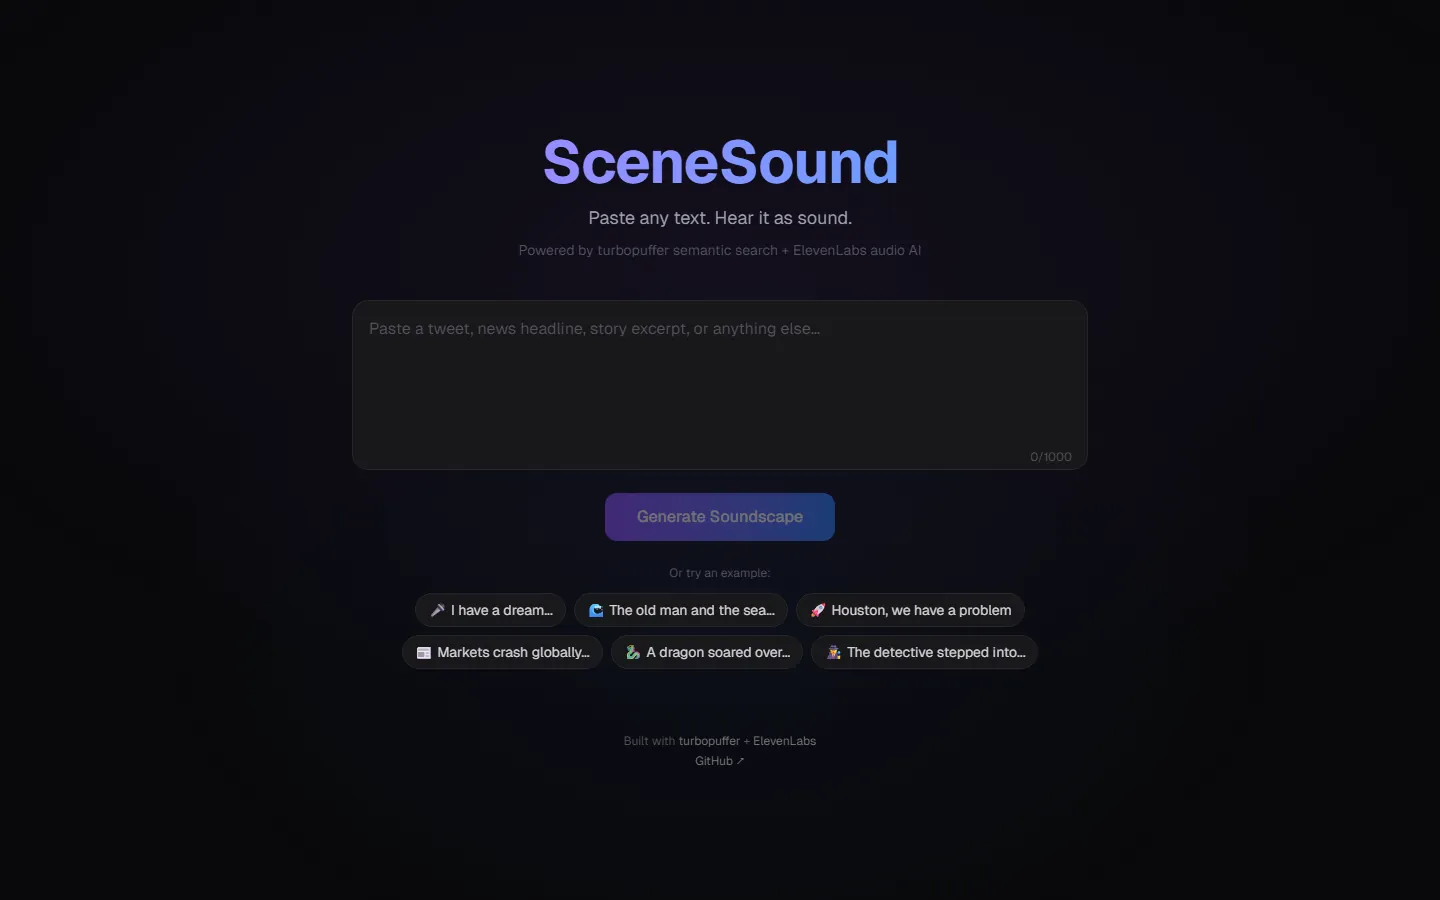 SceneSound
Paste any text. Hear it as sound.
Powered by turbopuffer semantic search + ElevenLabs audio AI
Paste a tweet, news headline, story excerpt, or anything else...
0/1000
Generate Soundscape
Or try an example:
🎤 I have a dream...
🌊 The old man and the sea...
🚀 Houston, we have a problem
📰 Markets crash globally...
🐉 A dragon soared over...
🕵️ The detective stepped into...
Built with turbopuffer + ElevenLabs
GitHub ↗